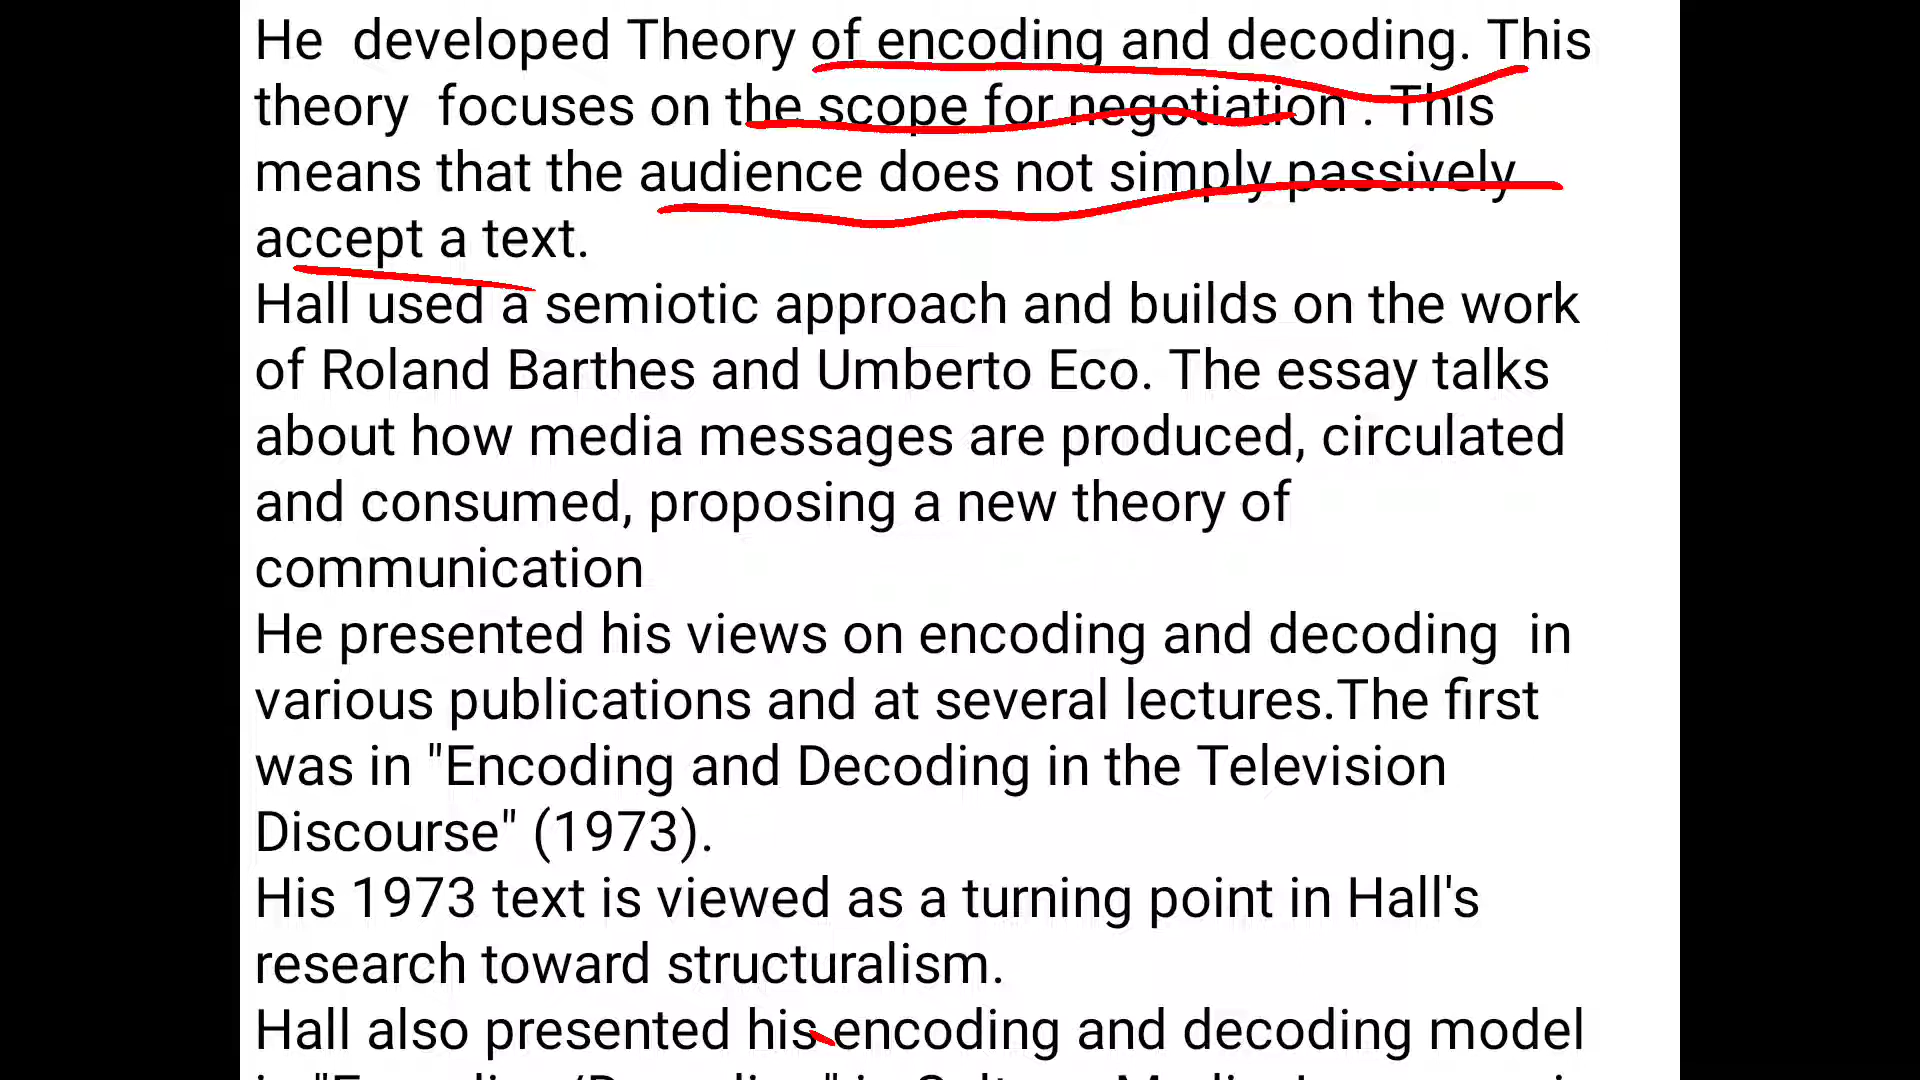 He  developed Theory of encoding and decoding. This
theory  focuses on the scope for negotiation . This
means that the audience does not simply passively
accept a text.
Hall used a semiotic approach and builds on the work
of Roland Barthes and Umberto Eco. The essay talks
about how media messages are produced, circulated
and consumed, proposing a new theory of
communication
He presented his views on encoding and decoding  in
various publications and at several lectures.The first
was in "Encoding and Decoding in the Television
Discourse" (1973).
His 1973 text is viewed as a turning point in Hall's
research toward structuralism.
Hall also presented his encoding and decoding model